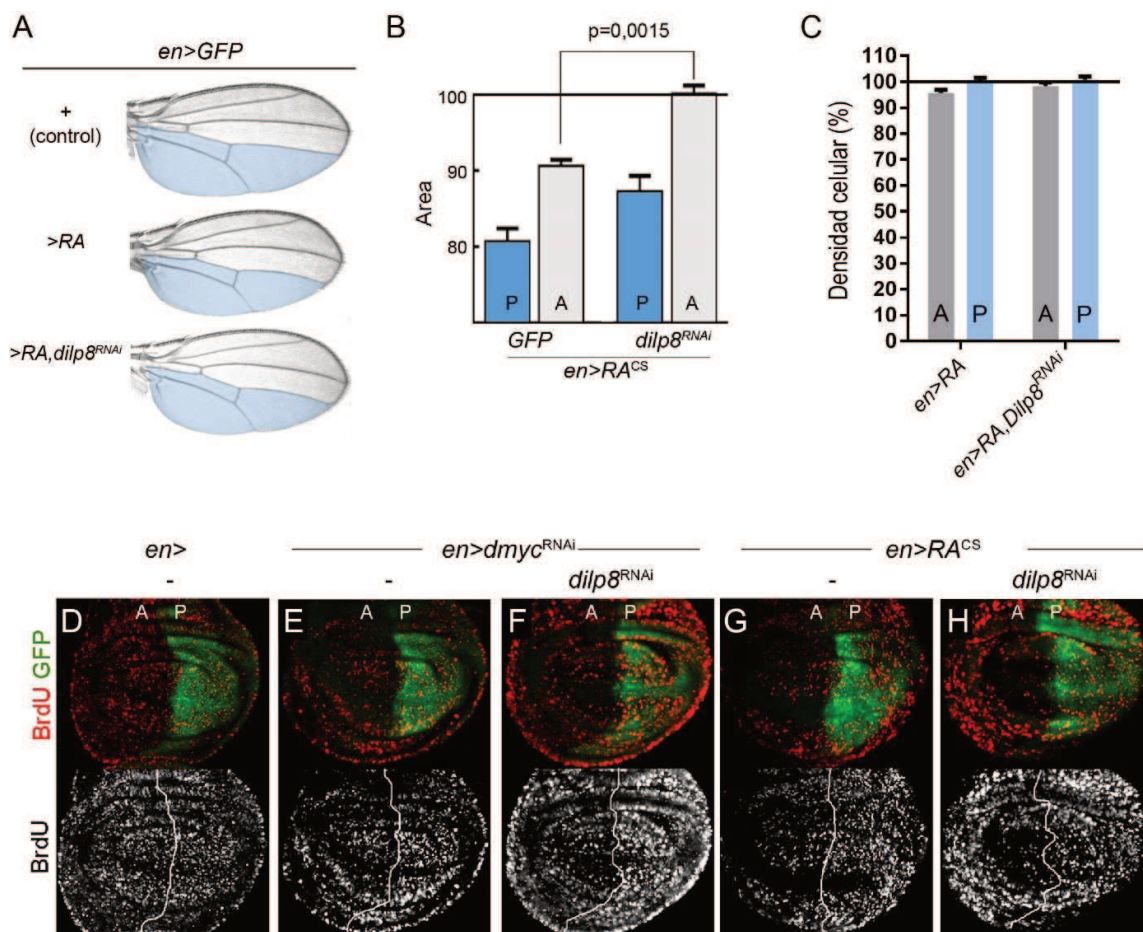 A
en>GFP
+
(control)
>RA
>RA,dilp8RNAi
B
p=0,0015
Area
100
90
80
P
A
P
A
GFP
dilp8RNAi
en>RACS
C
Densidad celular (%)
110
100
90
80
70
60
50
40
30
20
10
0
A
P
A
P
en>RA
en>RA,Dilp8RNAi
en>
en>dmycRNAi
en>RACS
-
-
dilp8RNAi
-
dilp8RNAi
BrdU GFP
D
A P
E
A P
F
A P
G
A P
H
A P
BrdU